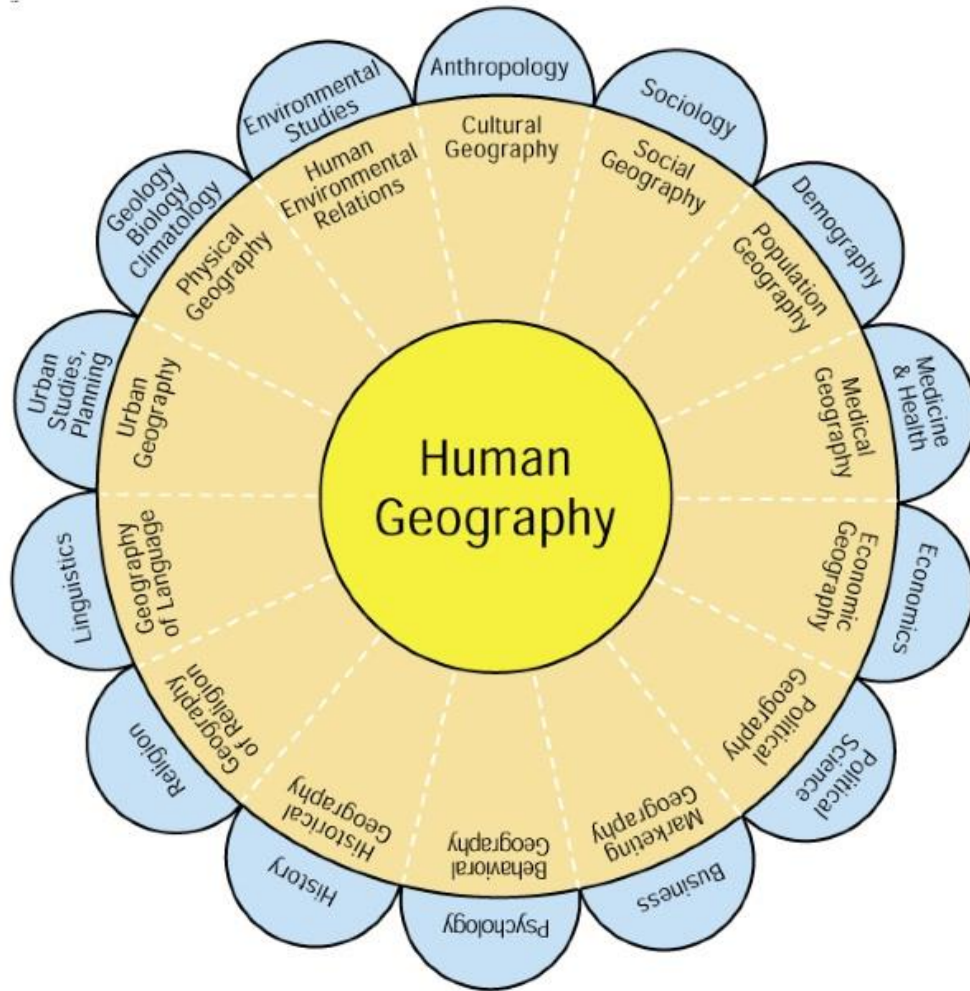 Human
Geography
Anthropology
Cultural
Geography
Sociology
Social
Geography
Demography
Population
Geography
Medicine
& Health
Medical
Geography
Economics
Economic
Geography
Political
Science
Political
Geography
Business
Marketing
Geography
Psychology
Behavioral
Geography
History
Historical
Geography
Religion
Geography
of Religion
Linguistics
Geography
of Language
Urban
Studies,
Planning
Urban
Geography
Geology
Biology
Climatology
Physical
Geography
Environmental
Studies
Human
Environmental
Relations